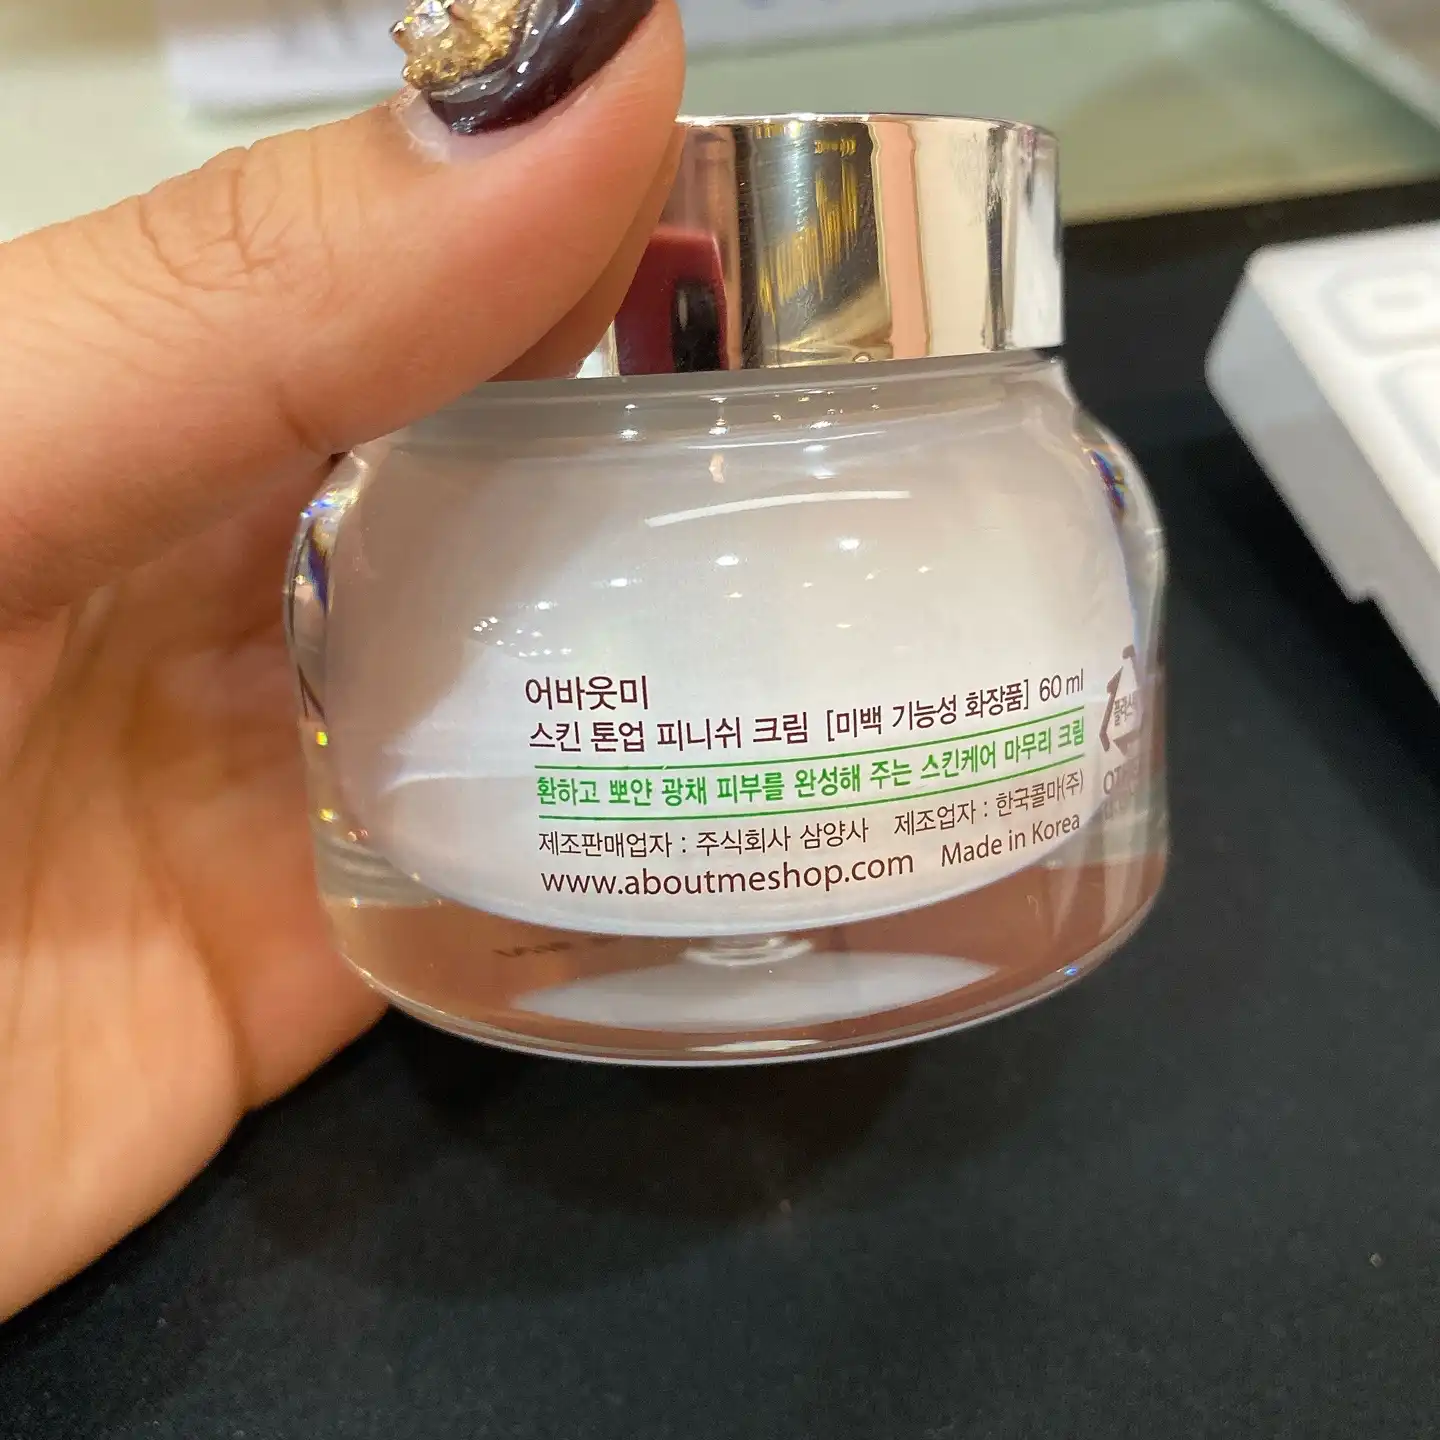 어바웃미
스킨 톤업 피니쉬 크림 [미백 기능성 화장품] 60 ml
환하고 뽀얀 광채 피부를 완성해 주는 스킨케어 마무리 크림
제조판매업자 : 주식회사 삼양사 제조업자 : 한국콜마(주)
www.aboutmeshop.com Made in Korea